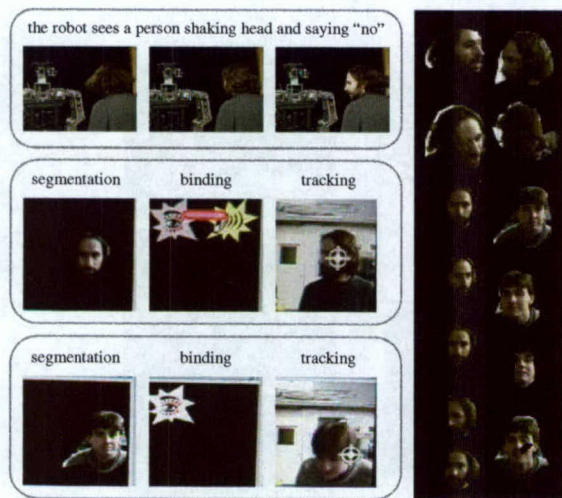 the robot sees a person shaking head and saying “no”
segmentation binding tracking
segmentation binding tracking